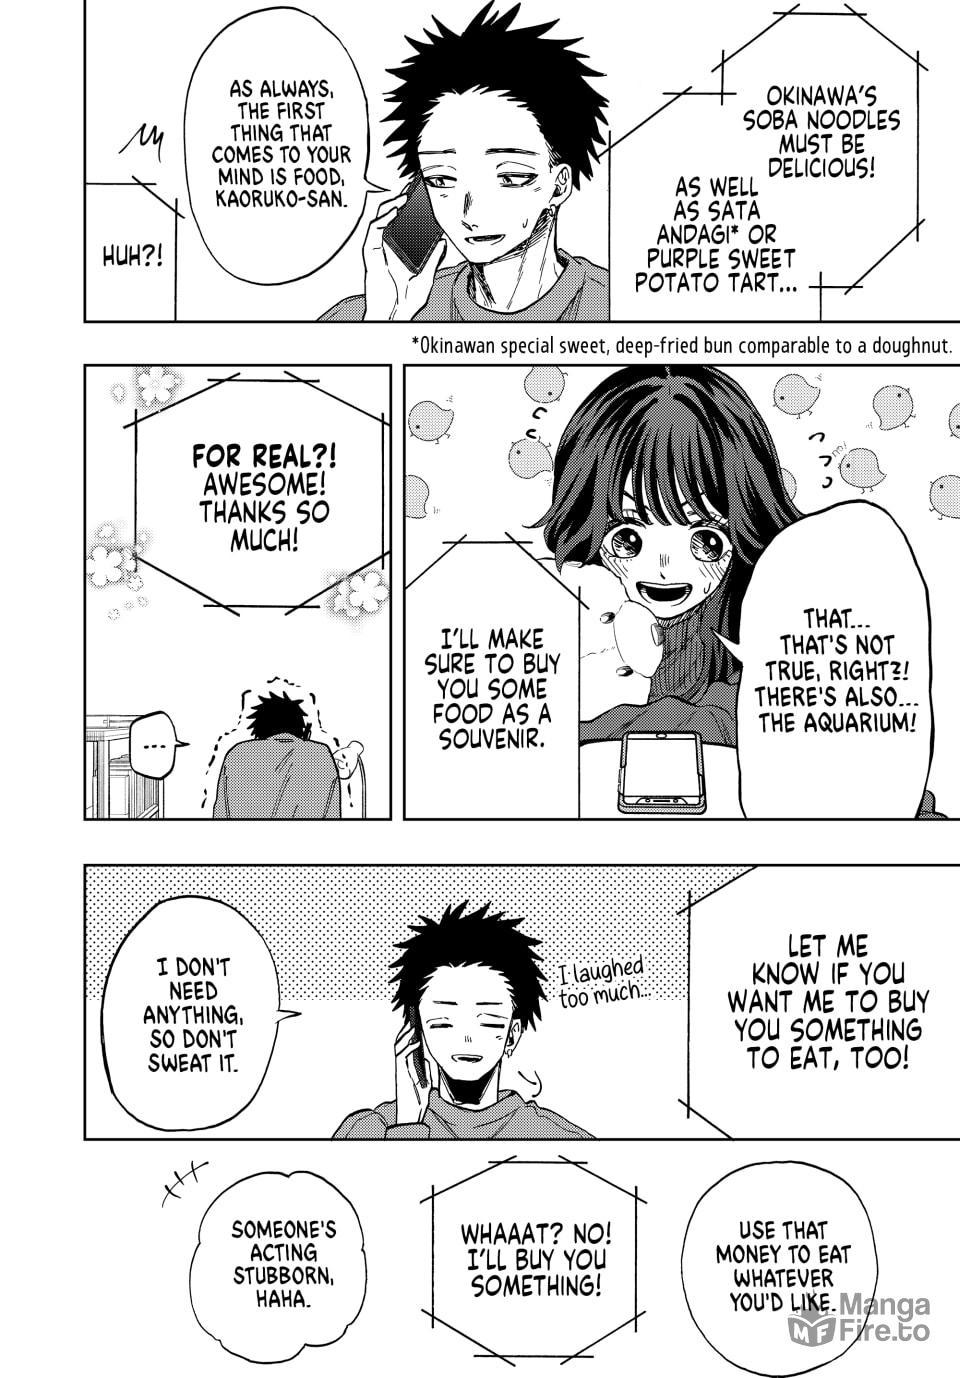 OKINAWA'S
SOBA NOODLES
MUST BE
DELICIOUS!
AS WELL
AS SATA
ANDAGI* OR
PURPLE SWEET
POTATO TART...
AS ALWAYS,
THE FIRST
THING THAT
COMES TO YOUR
MIND IS FOOD,
KAORUKO-SAN.
HUH?!
*Okinawan special sweet, deep-fried bun comparable to a doughnut.
THAT...
THAT'S NOT
TRUE, RIGHT?!
THERE'S ALSO...
THE AQUARIUM!
I'LL MAKE
SURE TO BUY
YOU SOME
FOOD AS A
SOUVENIR.
FOR REAL?!
AWESOME!
THANKS SO
MUCH!
...
LET ME
KNOW IF YOU
WANT ME TO BUY
YOU SOMETHING
TO EAT, TOO!
I laughed
too much...
I DON'T
NEED
ANYTHING,
SO DON'T
SWEAT IT.
USE THAT
MONEY TO EAT
WHATEVER
YOU'D LIKE.
WHAAAT? NO!
I'LL BUY YOU
SOMETHING!
SOMEONE'S
ACTING
STUBBORN,
HAHA.
MF
Manga
Fire.to